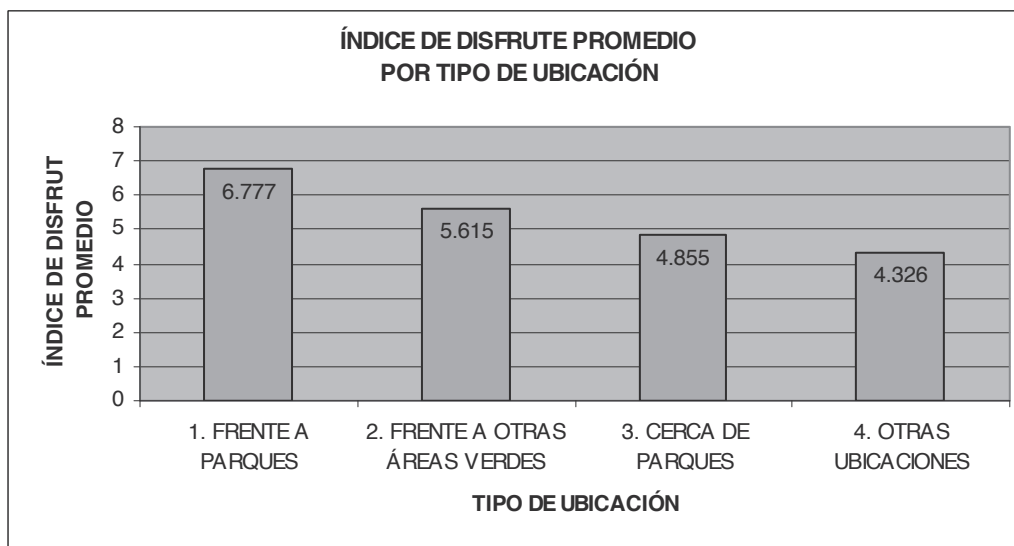 ÍNDICE DE DISFRUTE PROMEDIO
POR TIPO DE UBICACIÓN
ÍNDICE DE DISFRUT
PROMEDIO
8
7
6
5
4
3
2
1
0
6.777
5.615
4.855
4.326
1. FRENTE A
PARQUES
2. FRENTE A OTRAS
ÁREAS VERDES
3. CERCA DE
PARQUES
4. OTRAS
UBICACIONES
TIPO DE UBICACIÓN